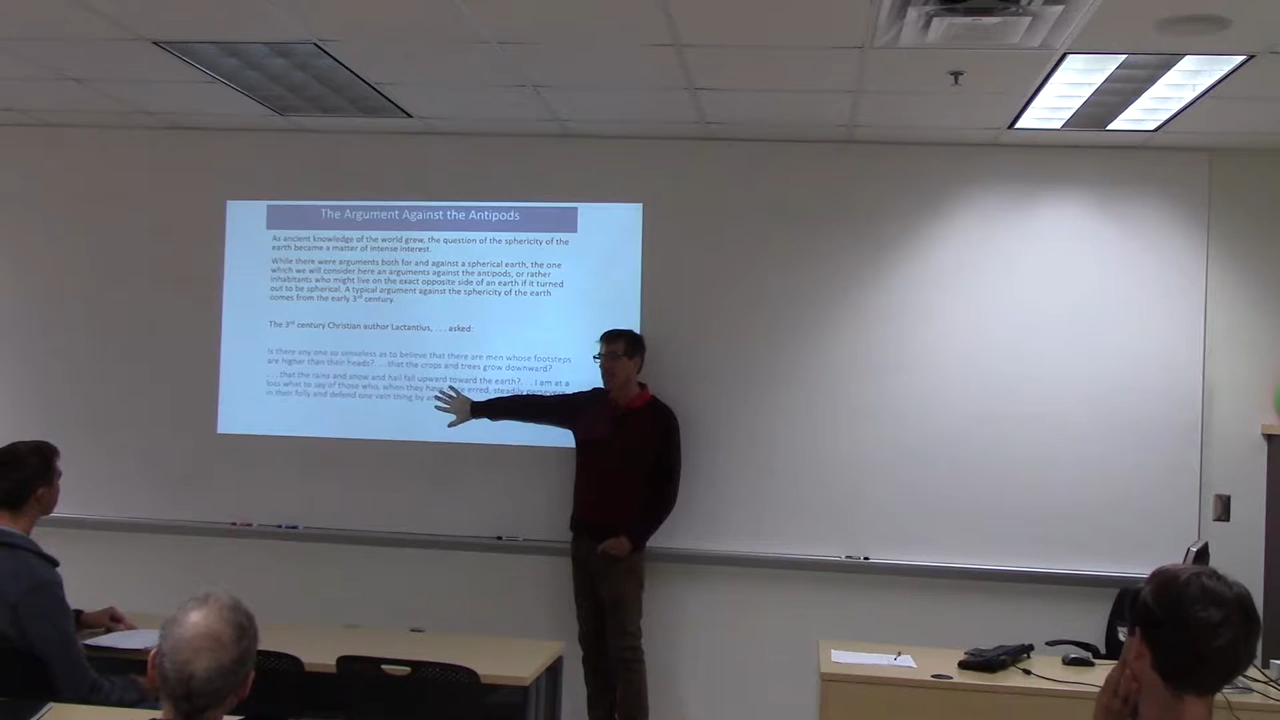 The Argument Against the Antipods
As ancient knowledge of the world grew, the question of the sphericity of the
earth became a matter of intense interest.
While there were arguments both for and against a spherical earth, the one
which we will consider here an arguments against the antipods, or rather
inhabitants who might live on the exact opposite side of an earth if it turned
out to be spherical. A typical argument against the sphericity of the earth
comes from the early 3rd century.
The 3rd century Christian author Lactantius, . . . asked:
Is there any one so senseless as to believe that there are men whose footsteps
are higher than their heads? . . . that the crops and trees grow downward?
. . . that the rains and snow and hail fall upward toward the earth? . . . I am at a
loss what to say of those who, when they have erred, steadily
in their folly and defend one vain thing by